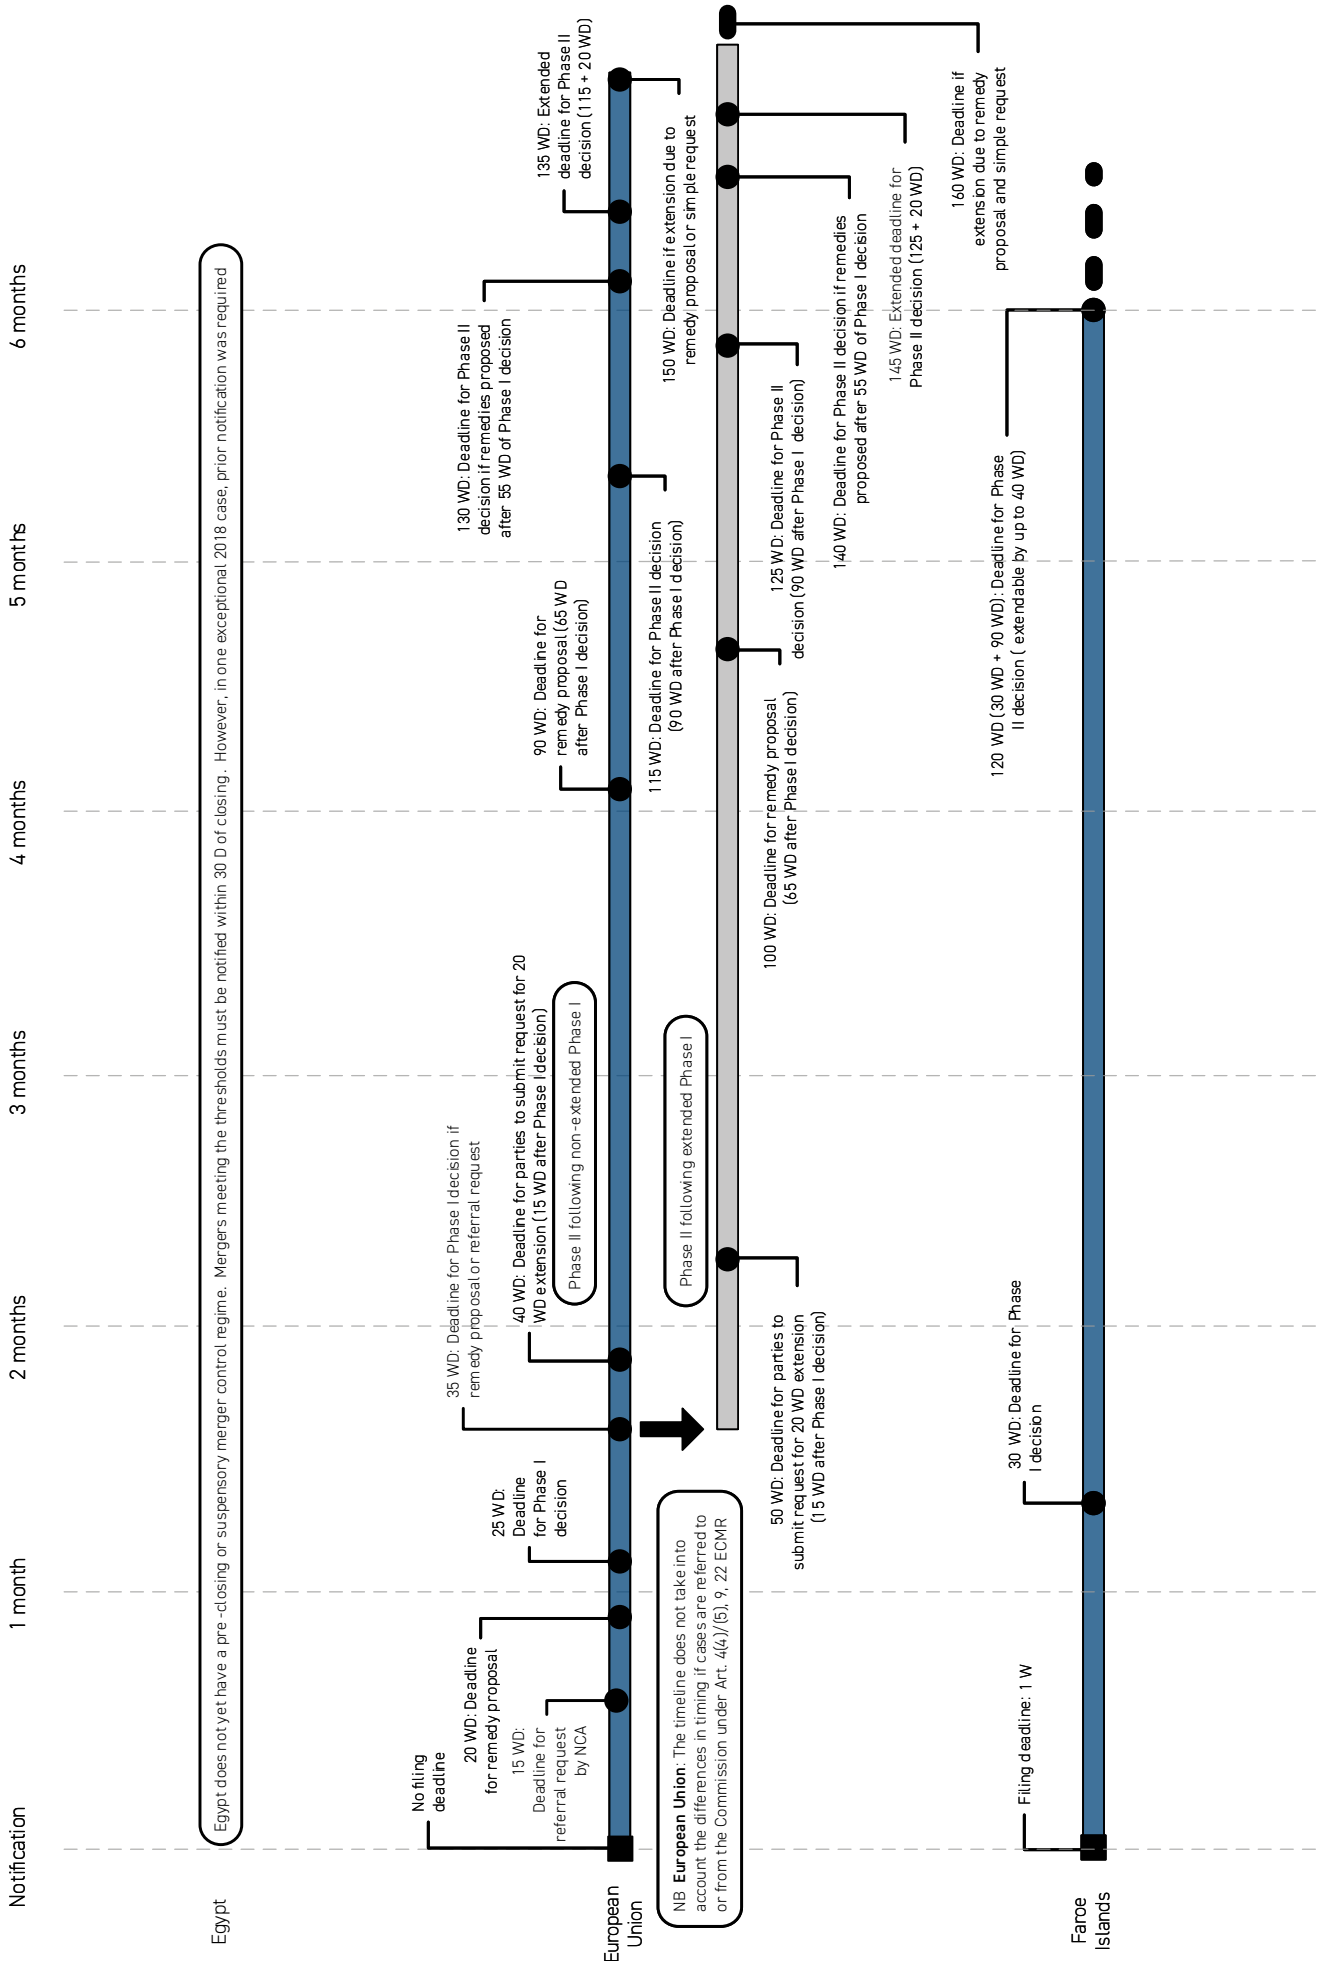 Notification
1 month
2 months
3 months
4 months
5 months
6 months
Egypt
Egypt does not yet have a pre-closing or suspensory merger control regime. Mergers meeting the thresholds must be notified within 30 D of closing. However, in one exceptional 2018 case, prior notification was required
European
Union
No filing
deadline
15 WD:
Deadline for
referral request
by NCA
20 WD: Deadline
for remedy proposal
25 WD:
Deadline
for Phase I
decision
35 WD: Deadline for Phase I decision if
remedy proposal or referral request
40 WD: Deadline for parties to submit request for 20
WD extension (15 WD after Phase I decision)
Phase II following non-extended Phase I
90 WD: Deadline for
remedy proposal (65 WD
after Phase I decision)
115 WD: Deadline for Phase II decision
(90 WD after Phase I decision)
130 WD: Deadline for Phase II
decision if remedies proposed
after 55 WD of Phase I decision
135 WD: Extended
deadline for Phase II
decision (115 + 20 WD)
150 WD: Deadline if extension due to
remedy proposal or simple request
NB European Union: The timeline does not take into
account the differences in timing if cases are referred to
or from the Commission under Art. 4(4)/(5), 9, 22 ECMR
Phase II following extended Phase I
50 WD: Deadline for parties to
submit request for 20 WD extension
(15 WD after Phase I decision)
100 WD: Deadline for remedy proposal
(65 WD after Phase I decision)
125 WD: Deadline for Phase II
decision (90 WD after Phase I decision)
140 WD: Deadline for Phase II decision if remedies
proposed after 55 WD of Phase I decision
145 WD: Extended deadline for
Phase II decision (125 + 20 WD)
160 WD: Deadline if
extension due to remedy
proposal and simple request
Faroe
Islands
Filing deadline: 1 W
30 WD: Deadline for Phase
I decision
120 WD (30 WD + 90 WD): Deadline for Phase
II decision ( extendable by up to 40 WD)